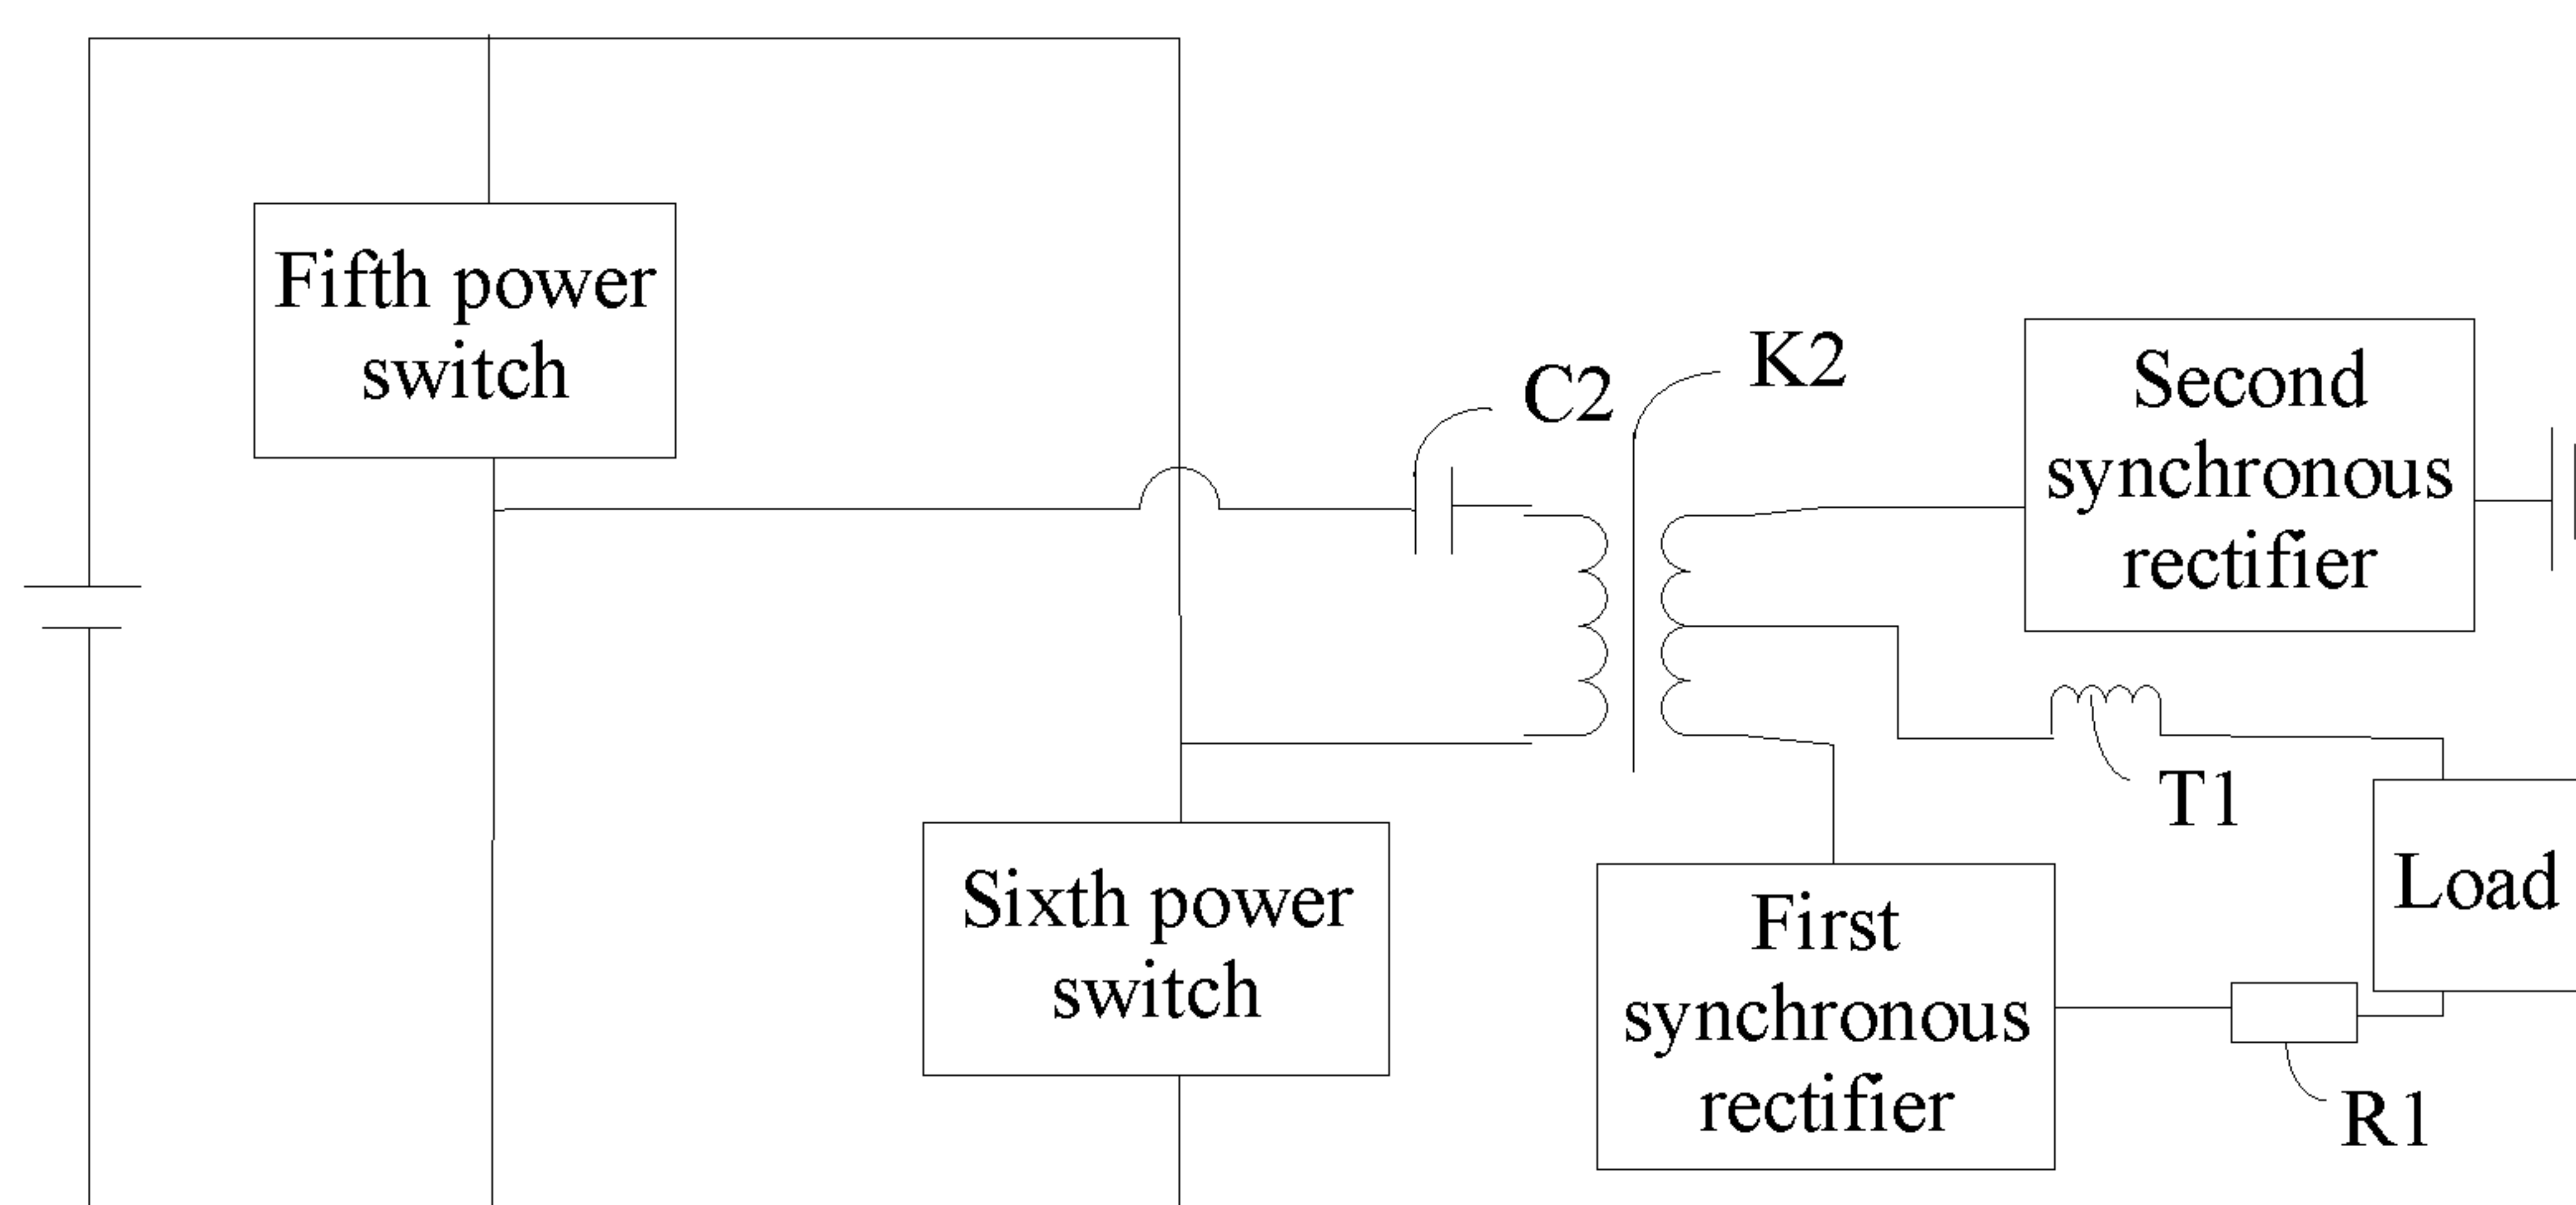 Fifth power
switch
C2
K2
Second
synchronous
rectifier
T1
Load
Sixth power
switch
First
synchronous
rectifier
R1